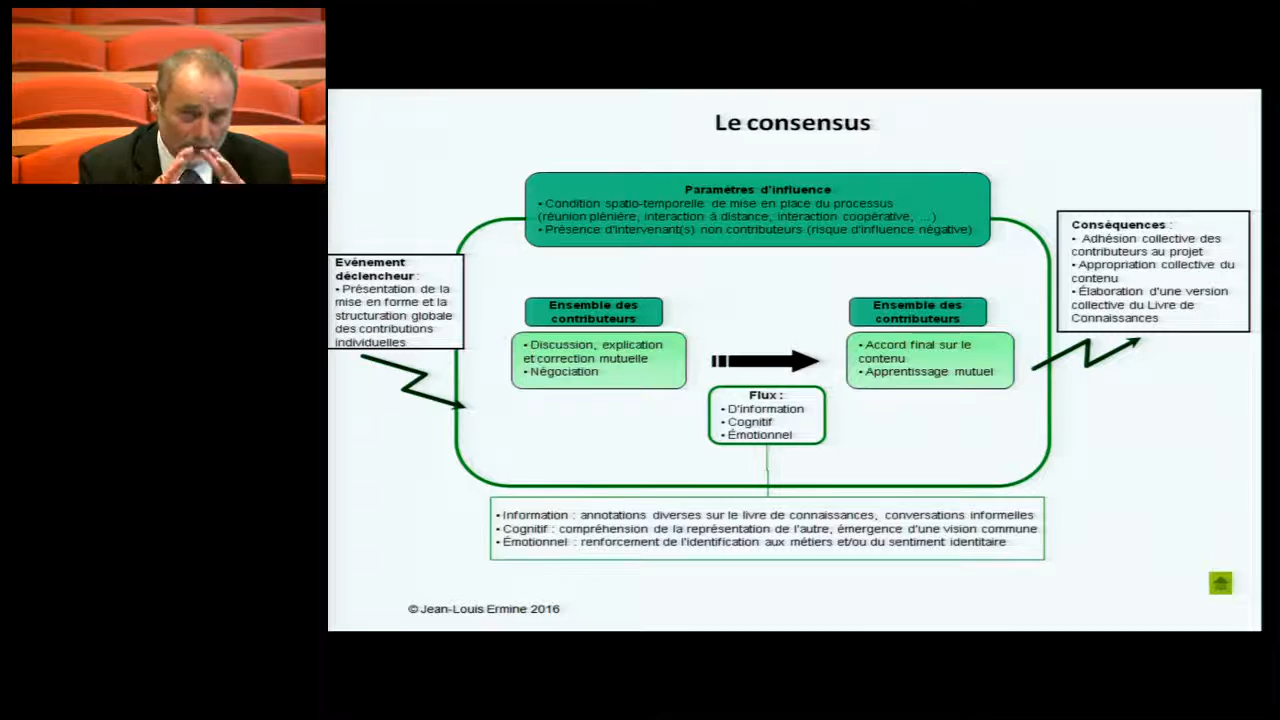 Le consensus
Paramètres d'influence
• Condition spatio-temporelle de mise en place du processus
(réunion plénière, interaction à distance, interaction coopérative, …)
• Présence d'intervenant(s) non contributeurs (risque d'influence négative)
Evénement
déclencheur :
• Présentation de la
mise en forme et la
structuration globale
des contributions
individuelles
Ensemble des
contributeurs
• Discussion, explication
et correction mutuelle
• Négociation
Flux :
• D'information
• Cognitif
• Émotionnel
Ensemble des
contributeurs
• Accord final sur le
contenu
• Apprentissage mutuel
Conséquences :
• Adhésion collective des
contributeurs au projet
• Appropriation collective du
contenu
• Élaboration d'une version
collective du Livre de
Connaissances
• Information : annotations diverses sur le livre de connaissances, conversations informelles
• Cognitif : compréhension de la représentation de l'autre, émergence d'une vision commune
• Émotionnel : renforcement de l'identification aux métiers et/ou du sentiment identitaire
© Jean-Louis Ermine 2016